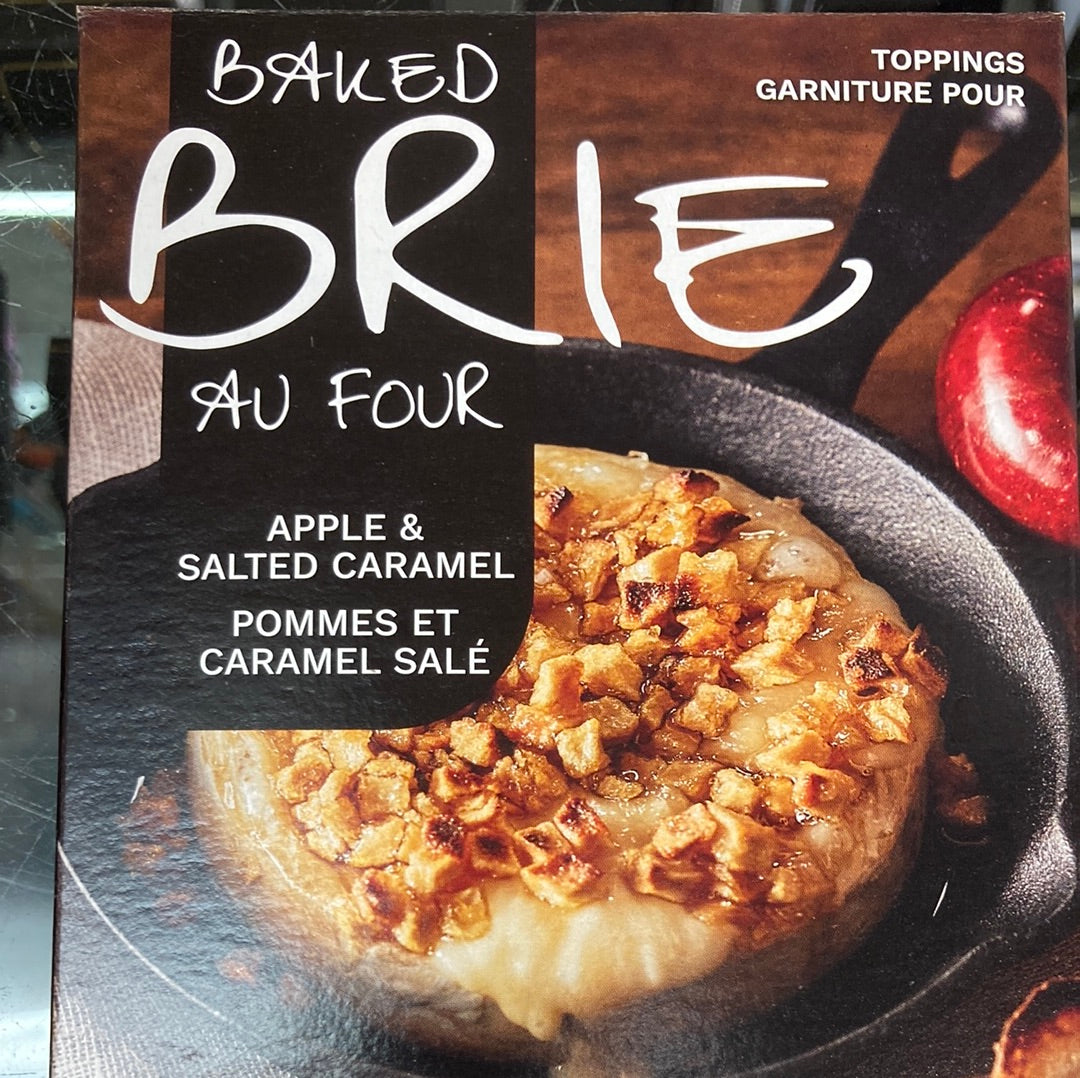 BAKED
BRIE
AU FOUR
TOPPINGS
GARNITURE POUR
APPLE &
SALTED CARAMEL
POMMES ET
CARAMEL SALÉ